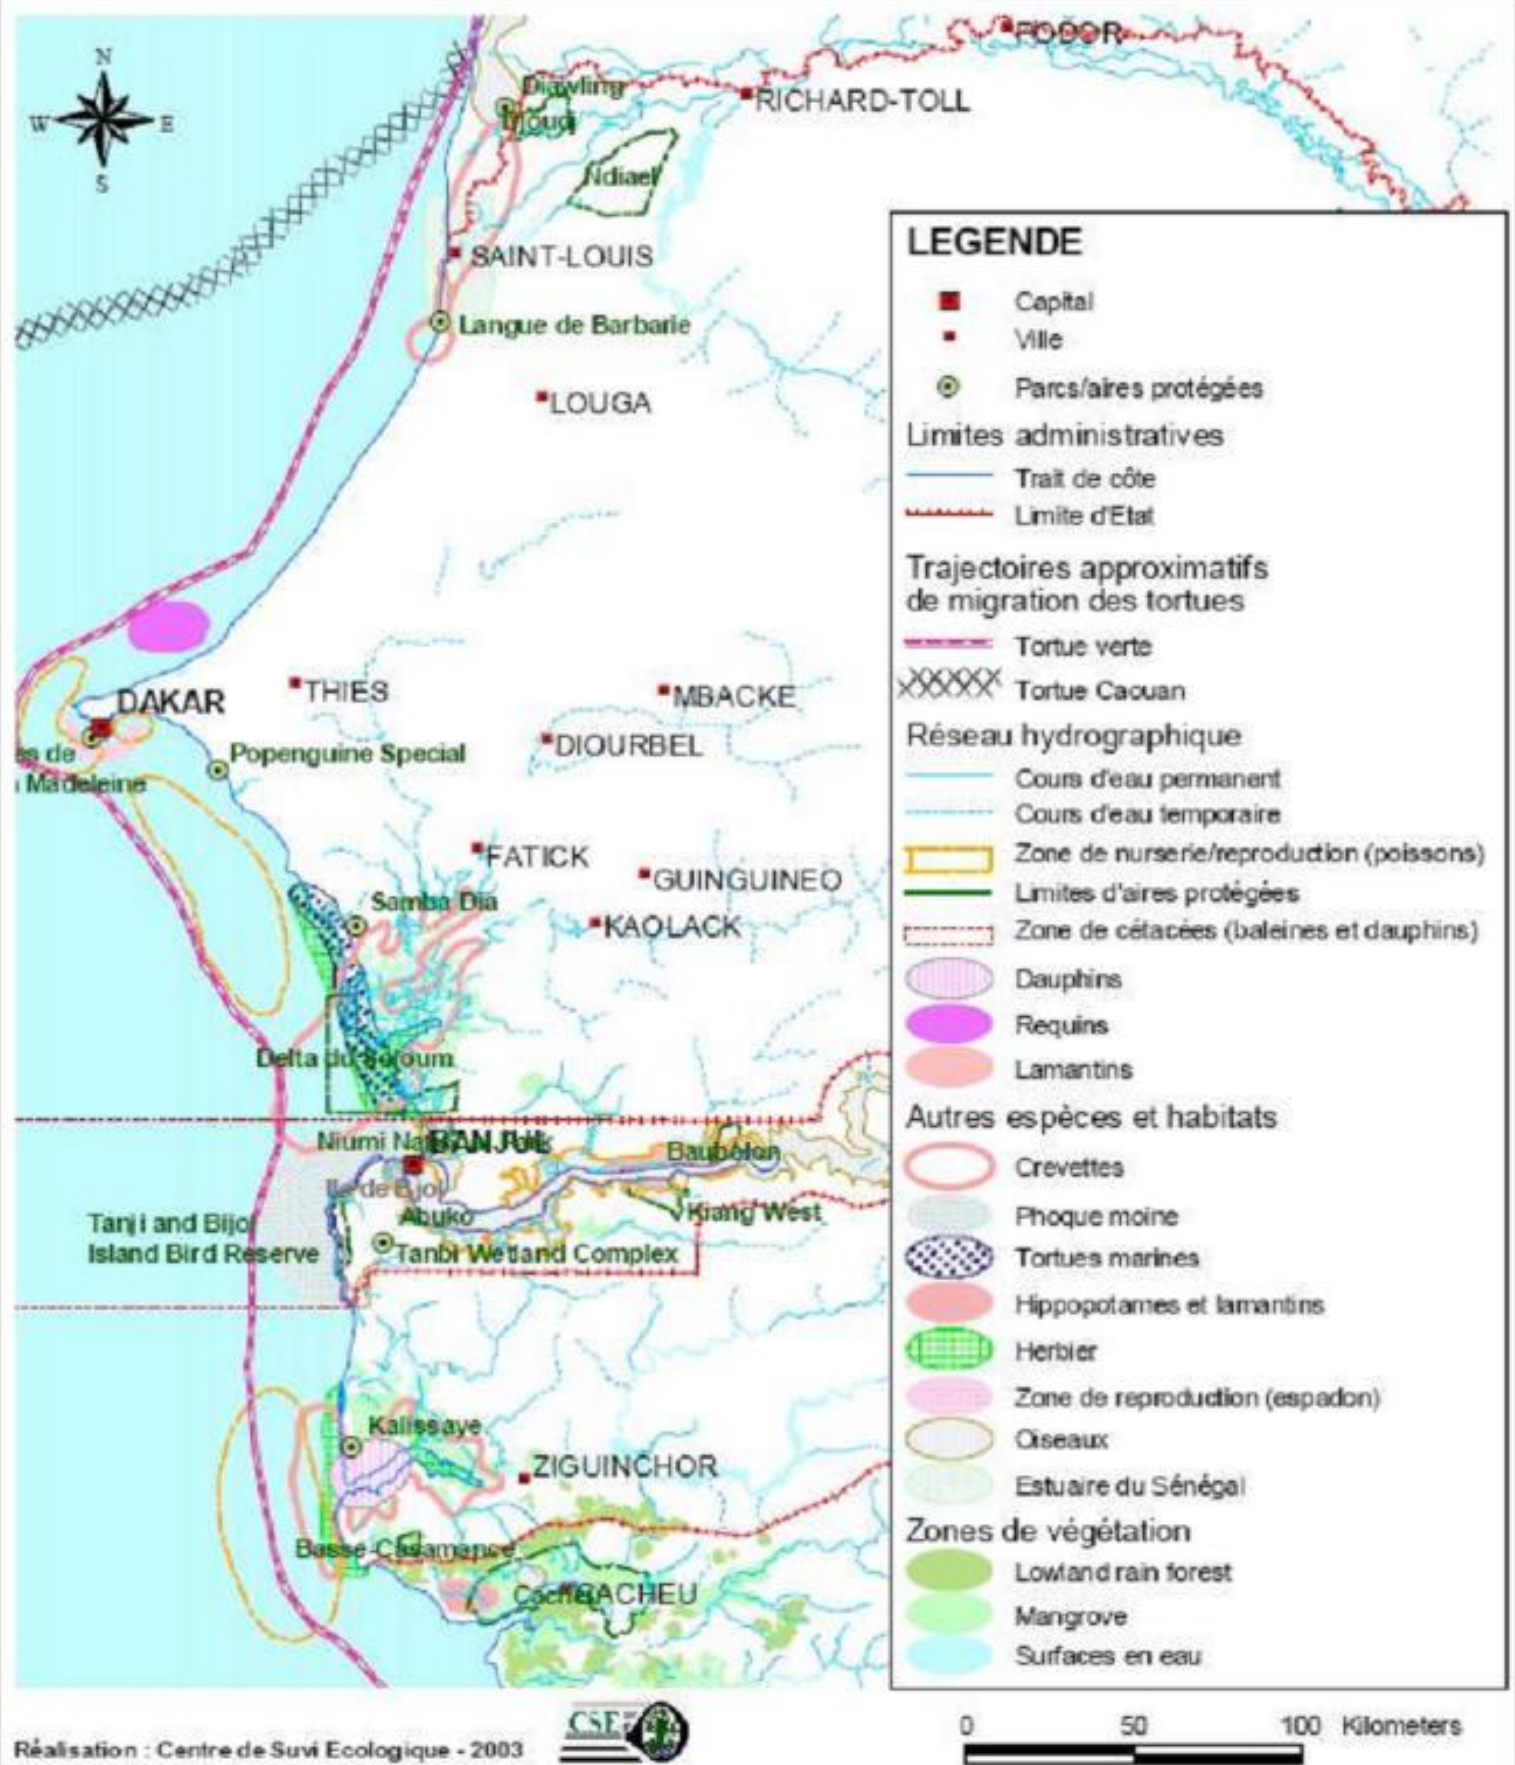 N
W E
S
PODOR
Diawling
Djoudj
RICHARD-TOLL
Ndiael
SAINT-LOUIS
Langue de Barbarie
LOUGA
THIES
MBACKE
DAKAR
DIOURBEL
es de
Madeleine
Popenguine Special
FATICK
GUINGUINEO
Samba Dia
KAOLACK
Delta du Saloum
Niumi
BANJUL
Baubolon
Ile de Bijol
Abuko
Kiang West
Tanji and Bijol
Island Bird Reserve
Tanbi Wetland Complex
Kalissaye
ZIGUINCHOR
Basse-Casamance
CACHEU
LEGENDE
Capital
Ville
Parcs/aires protégées
Limites administratives
Trait de côte
Limite d'Etat
Trajectoires approximatifs
de migration des tortues
Tortue verte
Tortue Caouan
Réseau hydrographique
Cours d'eau permanent
Cours d'eau temporaire
Zone de nurserie/reproduction (poissons)
Limites d'aires protégées
Zone de cétacées (baleines et dauphins)
Dauphins
Requins
Lamantins
Autres espèces et habitats
Crevettes
Phoque moine
Tortues marines
Hippopotames et lamantins
Herbier
Zone de reproduction (espadon)
Oiseaux
Estuaire du Sénégal
Zones de végétation
Lowland rain forest
Mangrove
Surfaces en eau
Réalisation : Centre de Suvi Ecologique - 2003
CSE
0 50 100 Kilometers